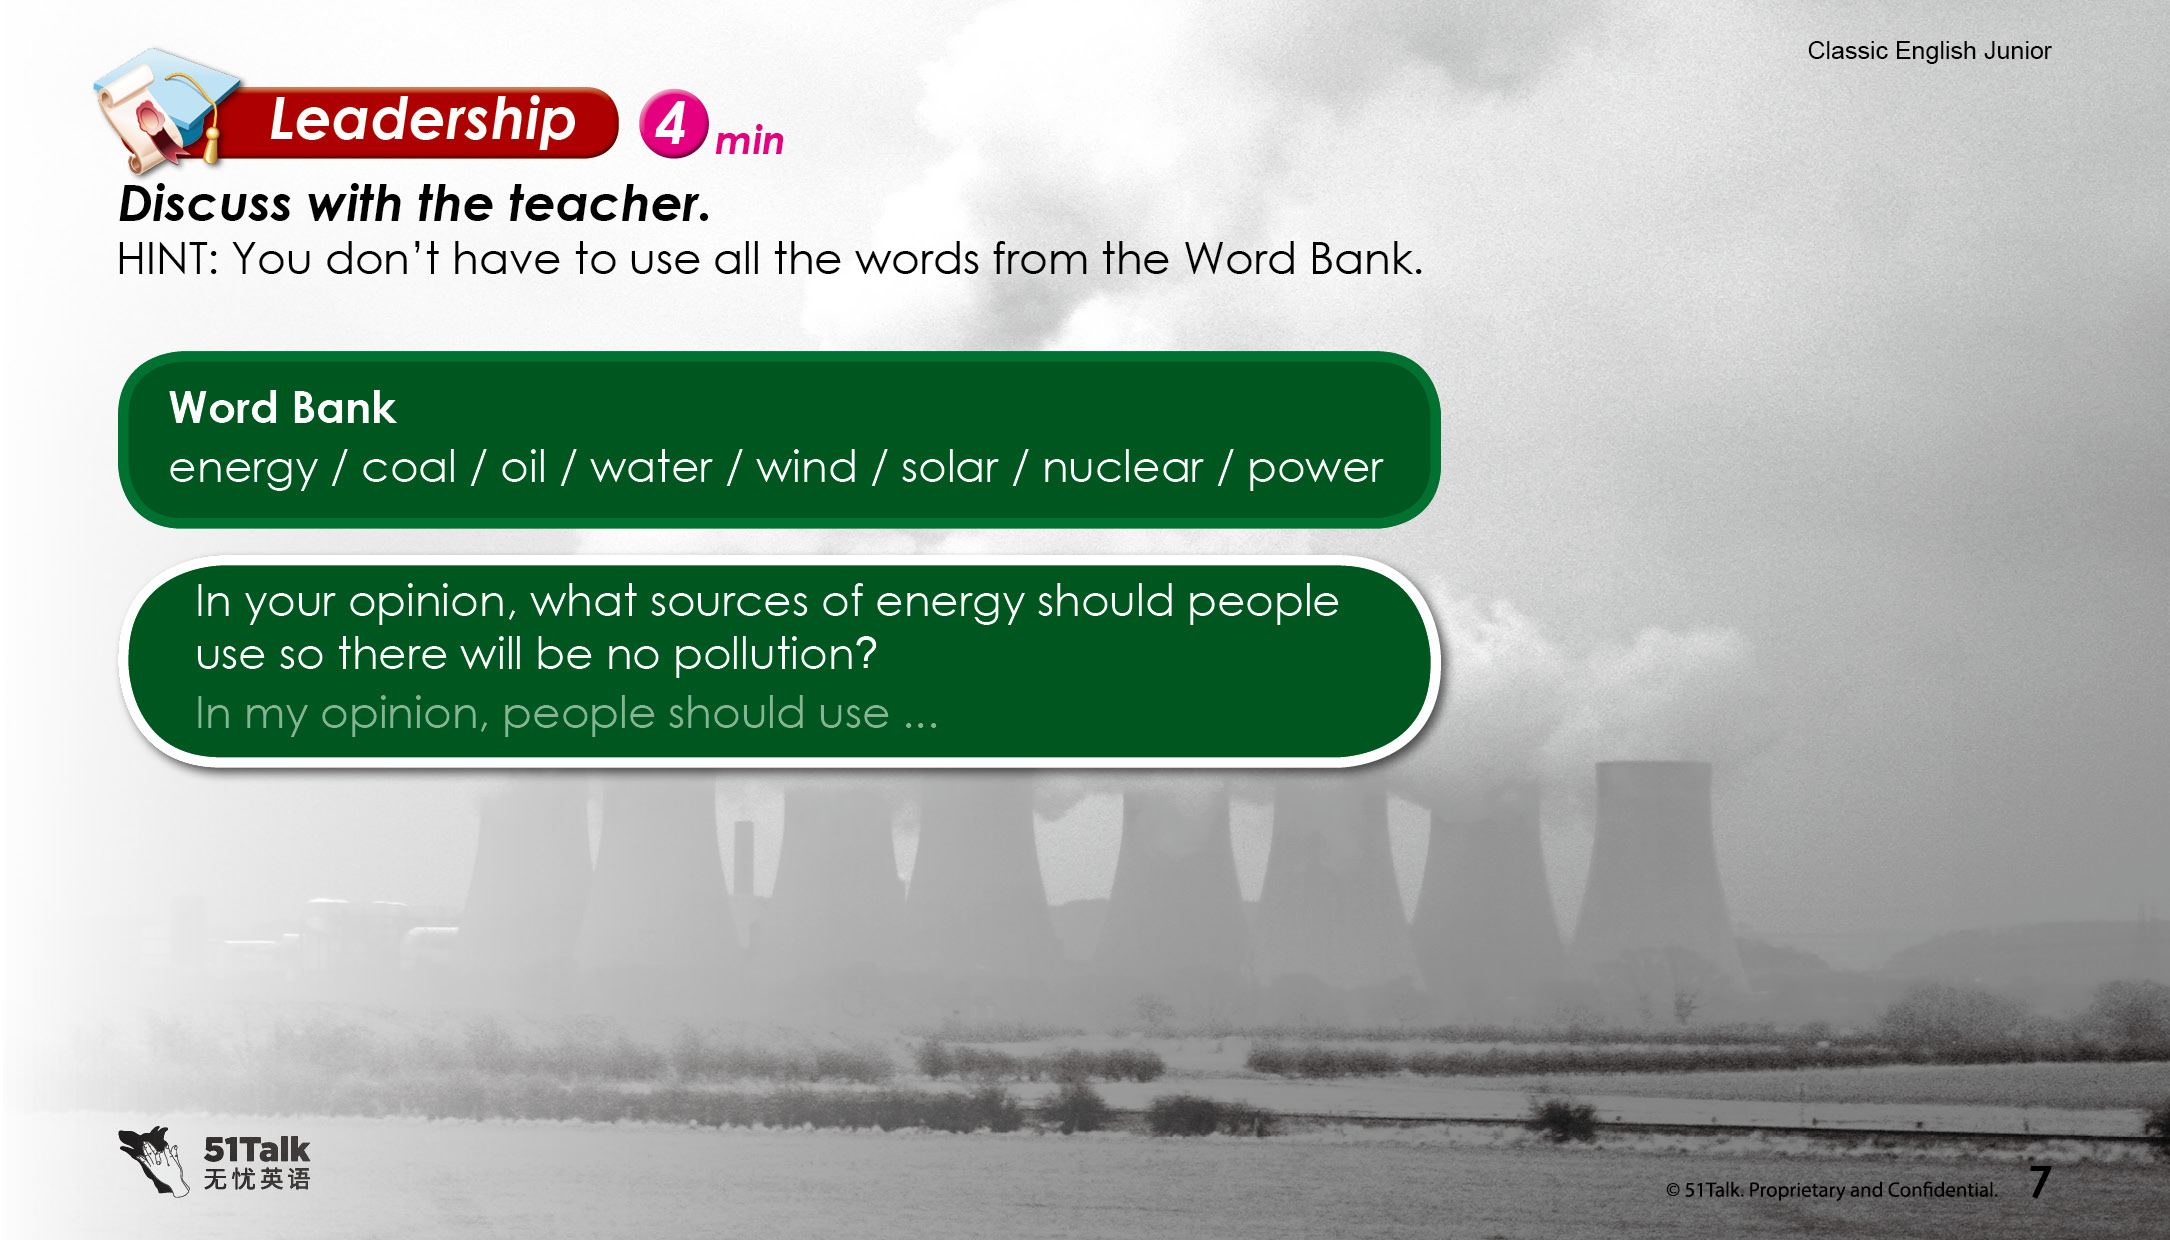 Classic English Junior
Leadership 4 min
Discuss with the teacher.
HINT: You don’t have to use all the words from the Word Bank.
Word Bank
energy / coal / oil / water / wind / solar / nuclear / power
In your opinion, what sources of energy should people
use so there will be no pollution?
In my opinion, people should use ...
51Talk
无忧英语
© 51Talk. Proprietary and Confidential. 7